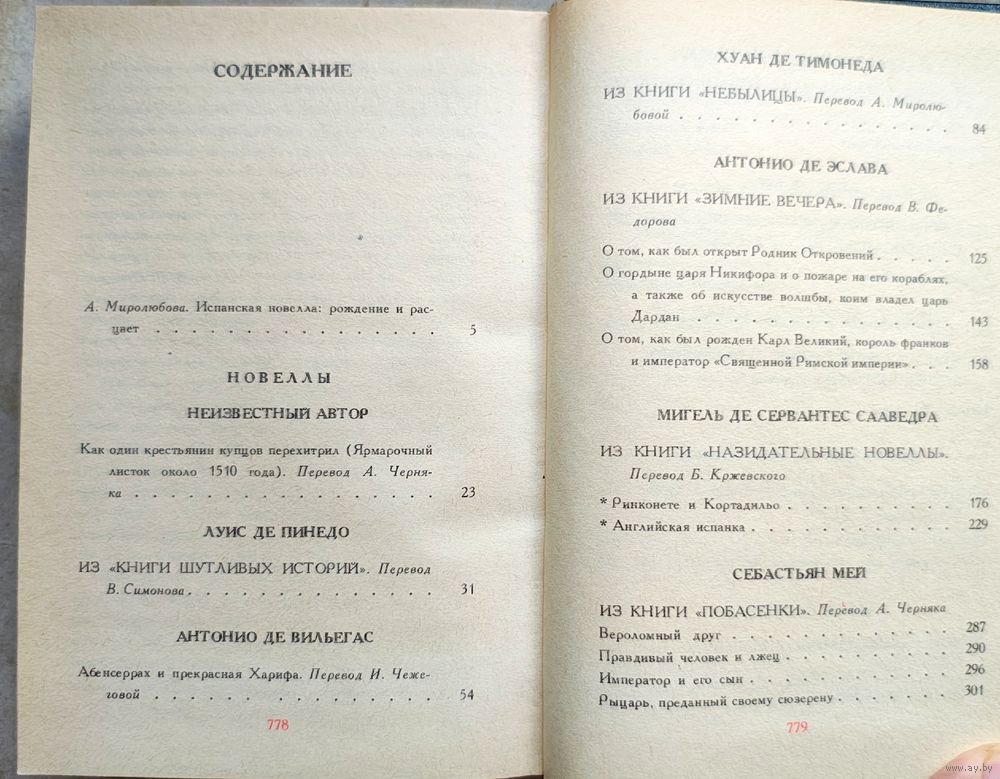 СОДЕРЖАНИЕ
А. Миролюбова. Испанская новелла: рождение и рас-
цвет . . . . . . . . . . . . . . . . 5
НОВЕЛЛЫ
НЕИЗВЕСТНЫЙ АВТОР
Как один крестьянин купцов перехитрил (Ярмарочный
листок около 1510 года). Перевод А. Черня-
ка . . . . . . . . . . . . . . . . . 23
ЛУИС ДЕ ПИНЕДО
ИЗ «КНИГИ ШУТЛИВЫХ ИСТОРИЙ». Перевод
В. Симонова . . . . . . . . . . . . . . 31
АНТОНИО ДЕ ВИЛЬЕГАС
Абенсеррах и прекрасная Харифа. Перевод И. Чеже-
говой . . . . . . . . . . . . . . . . 54
778
ХУАН ДЕ ТИМОНЕДА
ИЗ КНИГИ «НЕБЫЛИЦЫ». Перевод А. Миролю-
бовой . . . . . . . . . . . . . . . . 84
АНТОНИО ДЕ ЭСЛАВА
ИЗ КНИГИ «ЗИМНИЕ ВЕЧЕРА». Перевод В. Фе-
дорова
О том, как был открыт Родник Откровений . . . . . 125
О гордыне царя Никифора и о пожаре на его кораблях,
а также об искусстве волшбы, коим владел царь
Дардан . . . . . . . . . . . . . . . 143
О том, как был рожден Карл Великий, король франков
и император «Священной Римской империи» . . . 158
МИГЕЛЬ ДЕ СЕРВАНТЕС СААВЕДРА
ИЗ КНИГИ «НАЗИДАТЕЛЬНЫЕ НОВЕЛЛЫ».
Перевод Б. Кржевского
* Ринконете и Кортадильо . . . . . . . . . . 176
* Английская испанка . . . . . . . . . . . . 229
СЕБАСТЬЯН МЕЙ
ИЗ КНИГИ «ПОБАСЕНКИ». Перевод А. Черняка
Вероломный друг . . . . . . . . . . . . . 287
Правдивый человек и лжец . . . . . . . . . . 290
Император и его сын . . . . . . . . . . . . 296
Рыцарь, преданный своему сюзерену . . . . . . . 301
779
www.ay.by